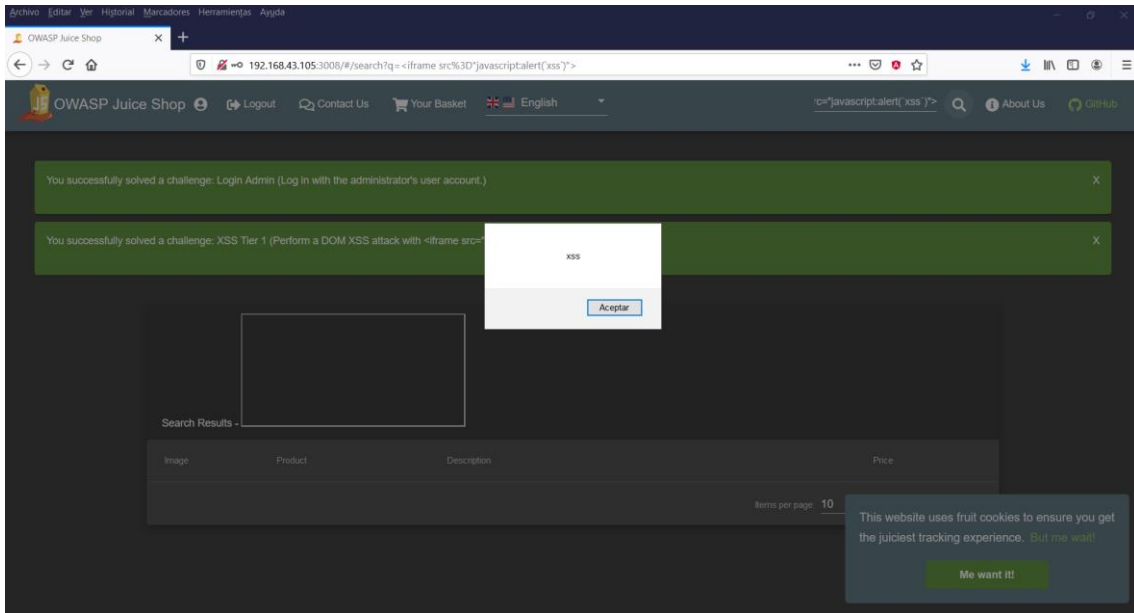 Archivo Editar Ver Historial Marcadores Herramientas Ayuda
OWASP Juice Shop
192.168.43.105:3008/#/search?q=<iframe src%3D"javascript:alert(`xss`)">
OWASP Juice Shop Logout Contact Us Your Basket English rc="javascript:alert(`xss`)"> About Us GitHub
You successfully solved a challenge: Login Admin (Log in with the administrator's user account.) X
You successfully solved a challenge: XSS Tier 1 (Perform a DOM XSS attack with <iframe src=" X
xss
Aceptar
Search Results -
Image Product Description Price
Items per page: 10
This website uses fruit cookies to ensure you get
the juiciest tracking experience. But me wait!
Me want it!